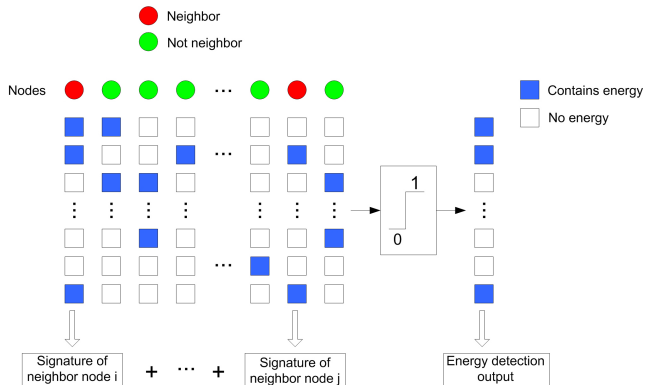 Neighbor
Not neighbor
Nodes
...
Contains energy
No energy
...
1
0
...
Signature of
neighbor node i
+ ... +
Signature of
neighbor node j
Energy detection
output